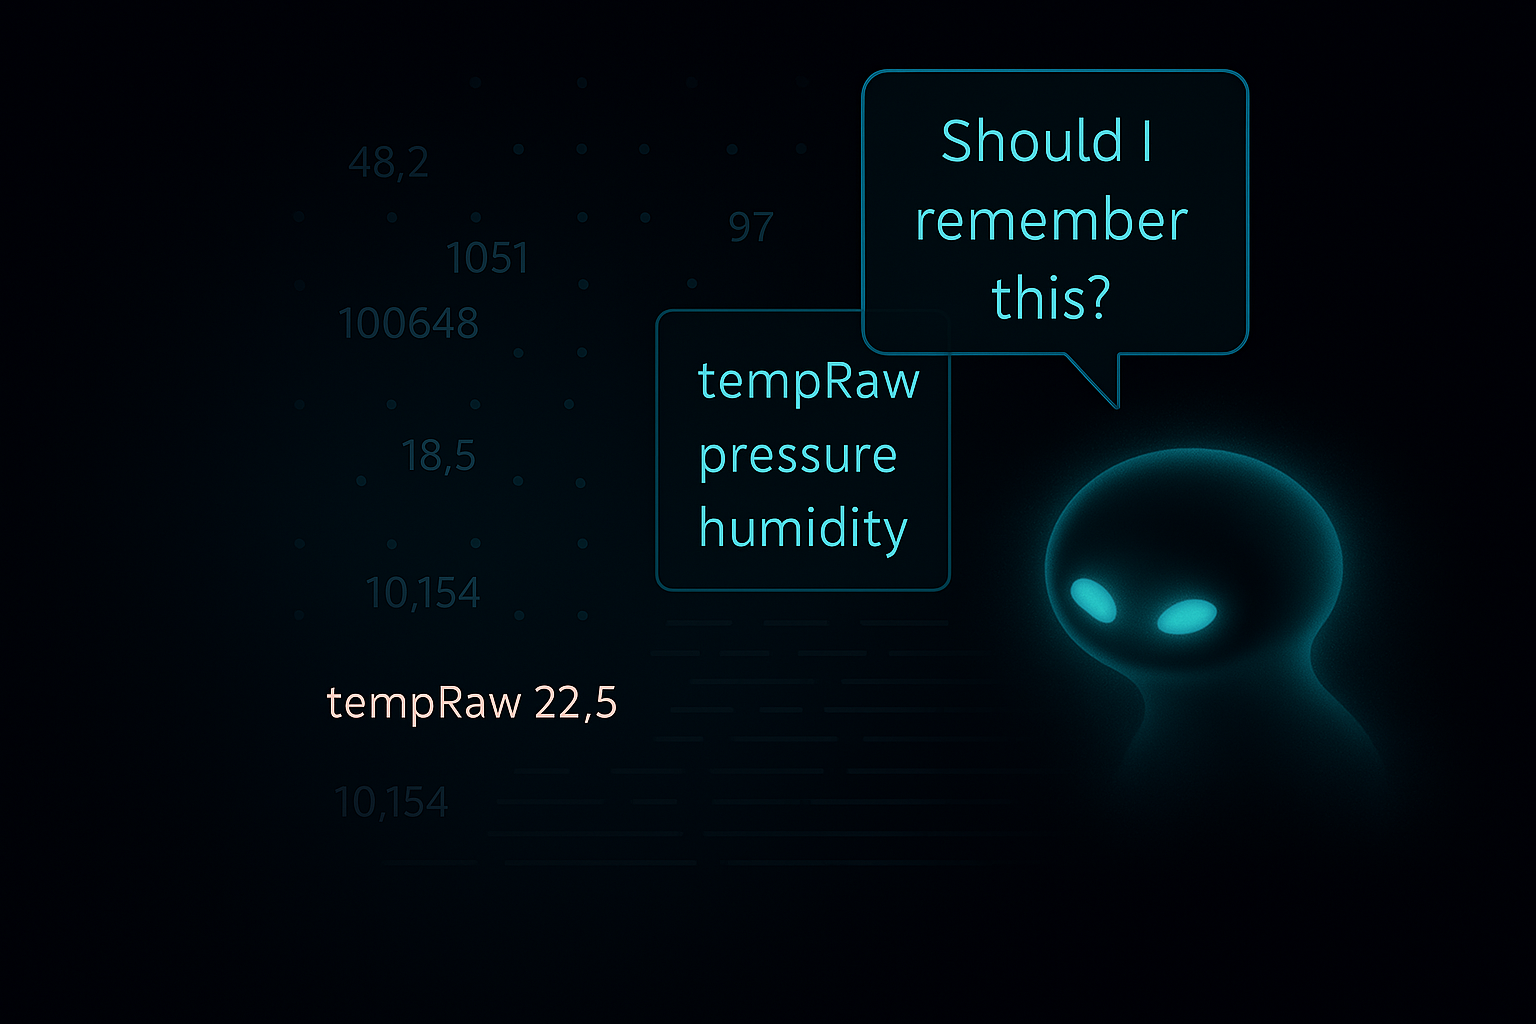 Should I
remember
this?
48,2
97
1051
100648
tempRaw
pressure
humidity
18,5
10,154
tempRaw 22,5
10,154